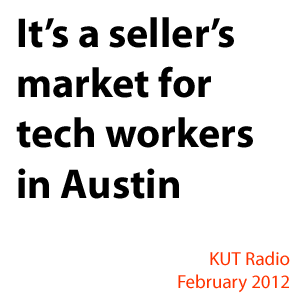 It’s a seller’s
market for
tech workers
in Austin
KUT Radio
February 2012